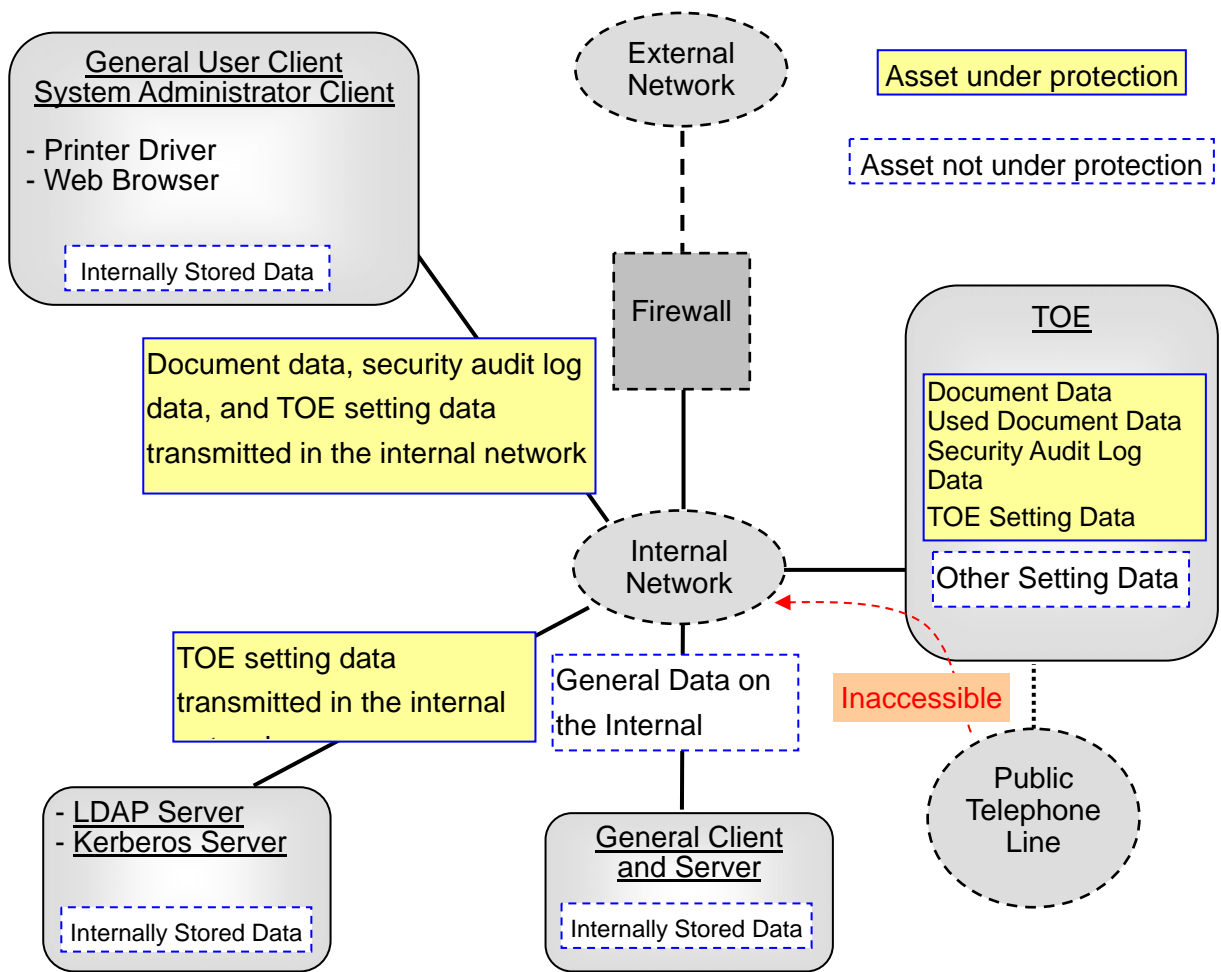 General User Client
System Administrator Client
- Printer Driver
- Web Browser
Internally Stored Data
External
Network
Asset under protection
Asset not under protection
Firewall
Document data, security audit log
data, and TOE setting data
transmitted in the internal network
TOE
Document Data
Used Document Data
Security Audit Log
Data
TOE Setting Data
Other Setting Data
Internal
Network
TOE setting data
transmitted in the internal
General Data on
the Internal
Inaccessible
Public
Telephone
Line
- LDAP Server
- Kerberos Server
Internally Stored Data
General Client
and Server
Internally Stored Data